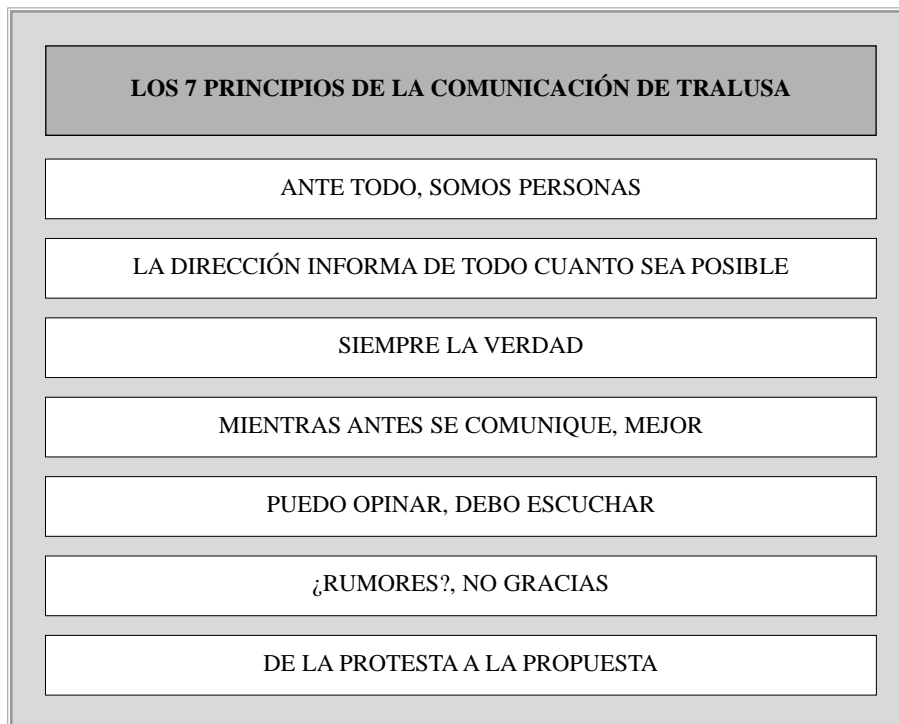 LOS 7 PRINCIPIOS DE LA COMUNICACIÓN DE TRALUSA
ANTE TODO, SOMOS PERSONAS
LA DIRECCIÓN INFORMA DE TODO CUANTO SEA POSIBLE
SIEMPRE LA VERDAD
MIENTRAS ANTES SE COMUNIQUE, MEJOR
PUEDO OPINAR, DEBO ESCUCHAR
¿RUMORES?, NO GRACIAS
DE LA PROTESTA A LA PROPUESTA